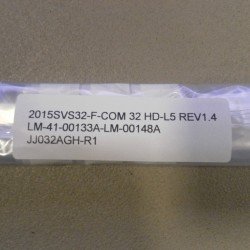 2015SVS32-F-COM 32 HD-L5 REV1.4
LM-41-00133A-LM-00148A
JJ032AGH-R1